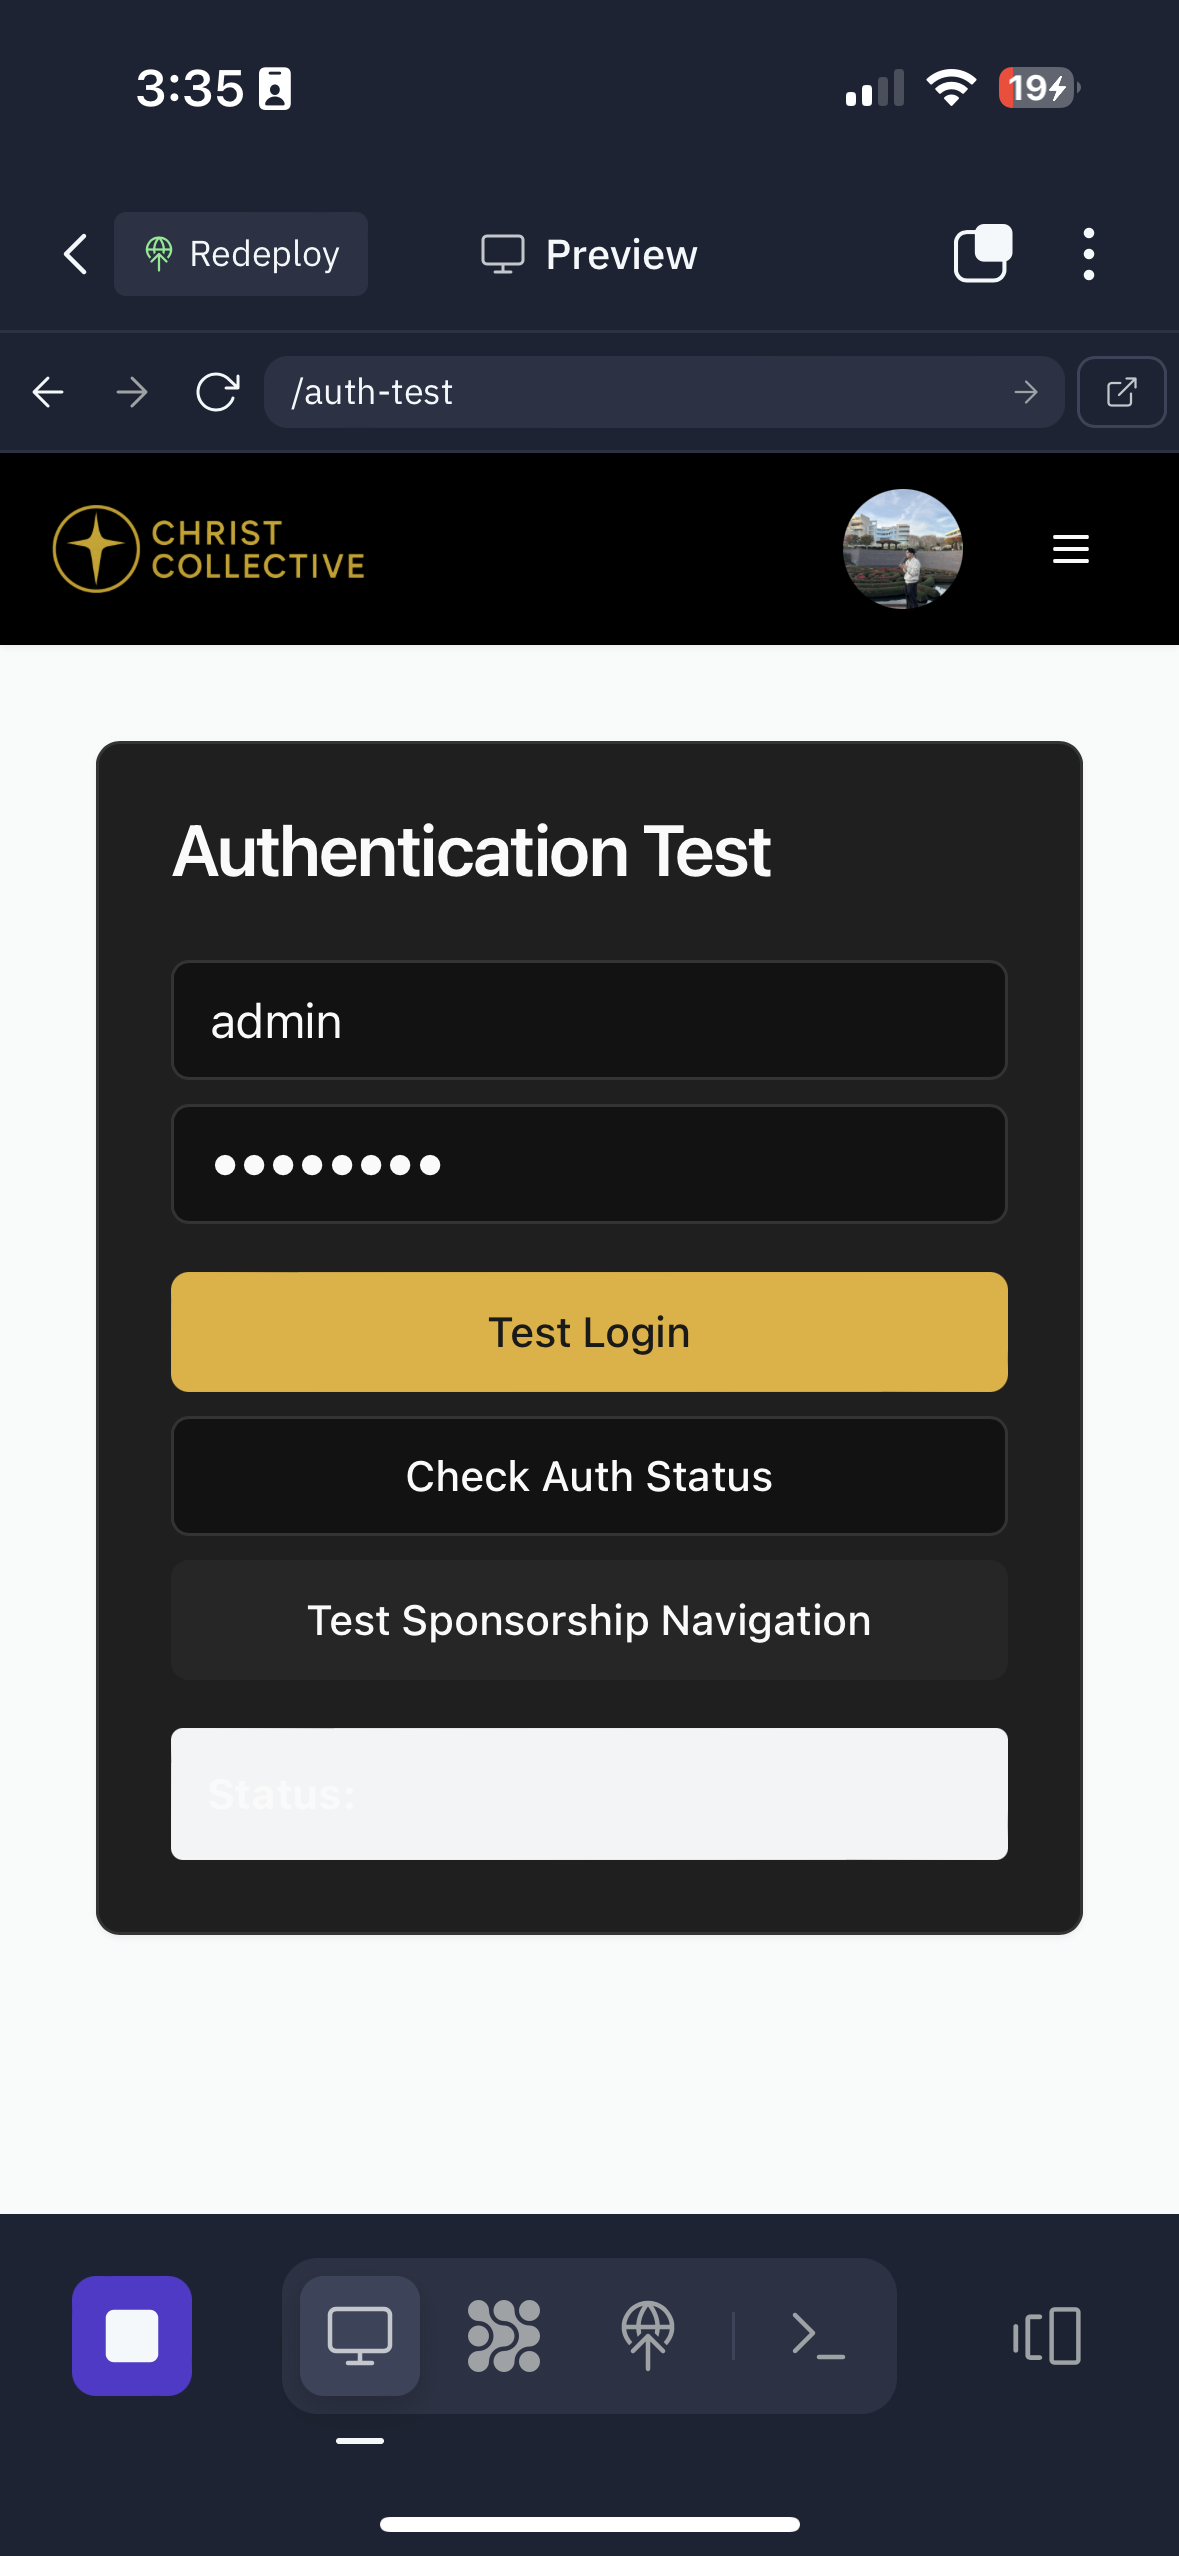 3:35
19
Redeploy
Preview
/auth-test
CHRIST
COLLECTIVE
Authentication Test
admin
••••••••
Test Login
Check Auth Status
Test Sponsorship Navigation
Status: